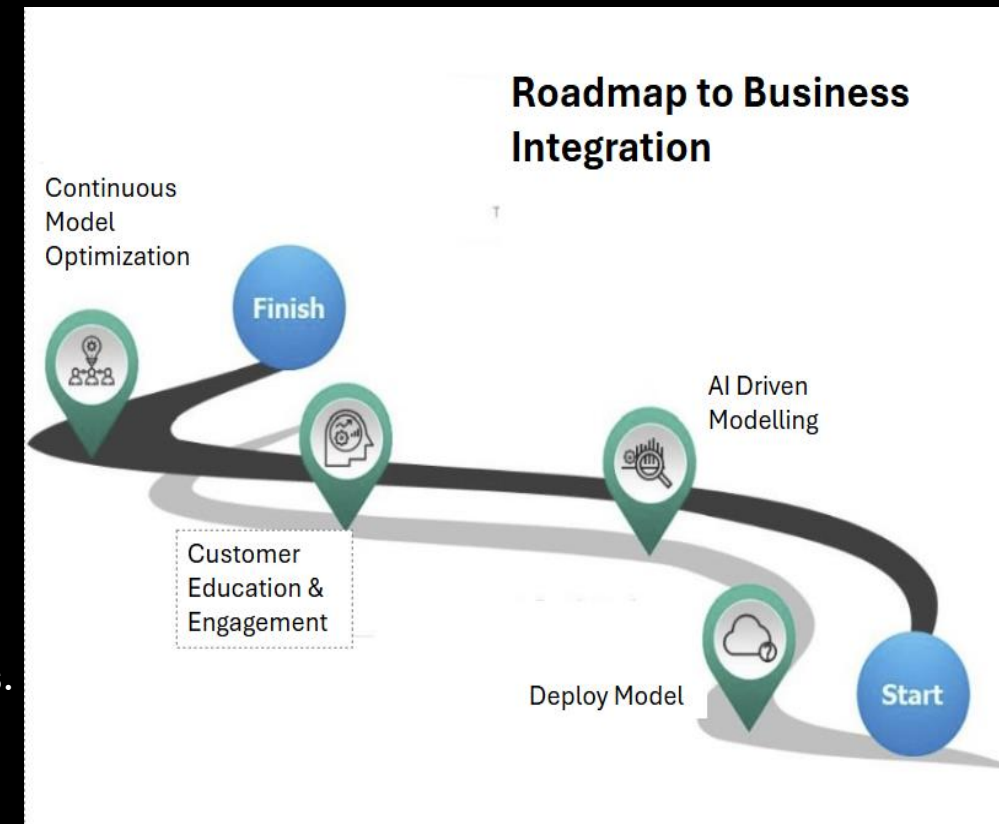 Roadmap to Business
Integration
Continuous
Model
Optimization
Finish
AI Driven
Modelling
Customer
Education &
Engagement
Deploy Model
Start